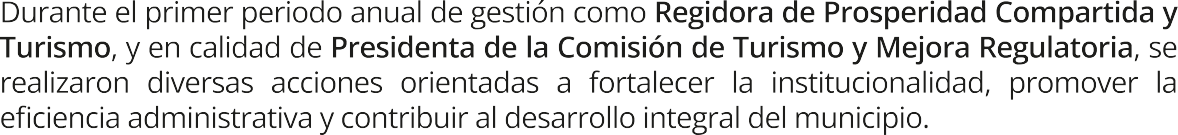 Durante el primer periodo anual de gestión como Regidora de Prosperidad Compartida y
Turismo, y en calidad de Presidenta de la Comisión de Turismo y Mejora Regulatoria, se
realizaron diversas acciones orientadas a fortalecer la institucionalidad, promover la
eficiencia administrativa y contribuir al desarrollo integral del municipio.